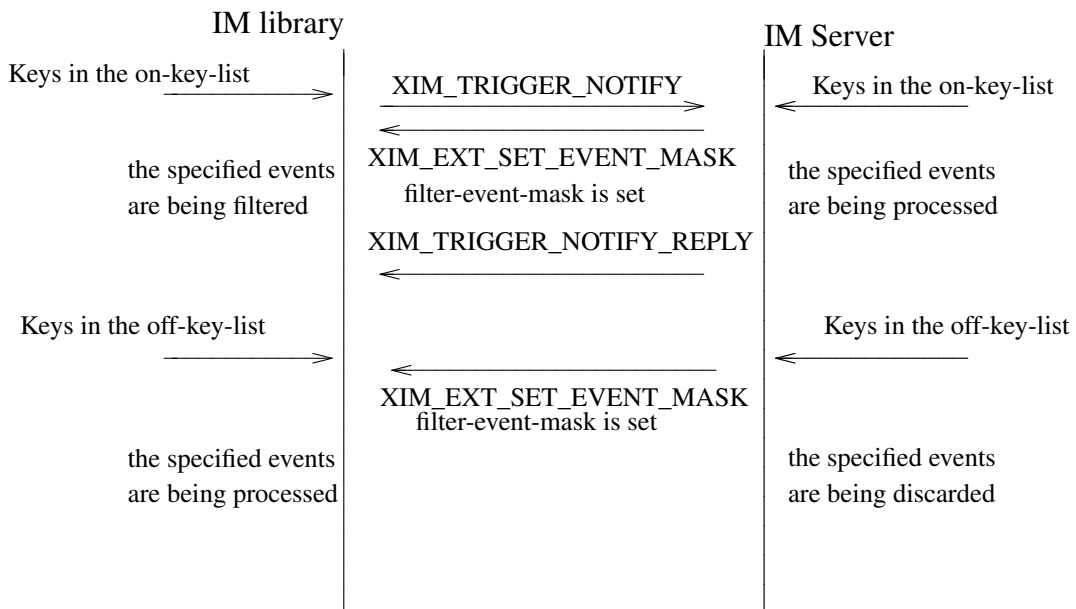 IM library
IM Server
Keys in the on-key-list
XIM_TRIGGER_NOTIFY
Keys in the on-key-list
XIM_EXT_SET_EVENT_MASK
filter-event-mask is set
the specified events
are being filtered
the specified events
are being processed
XIM_TRIGGER_NOTIFY_REPLY
Keys in the off-key-list
Keys in the off-key-list
XIM_EXT_SET_EVENT_MASK
filter-event-mask is set
the specified events
are being processed
the specified events
are being discarded